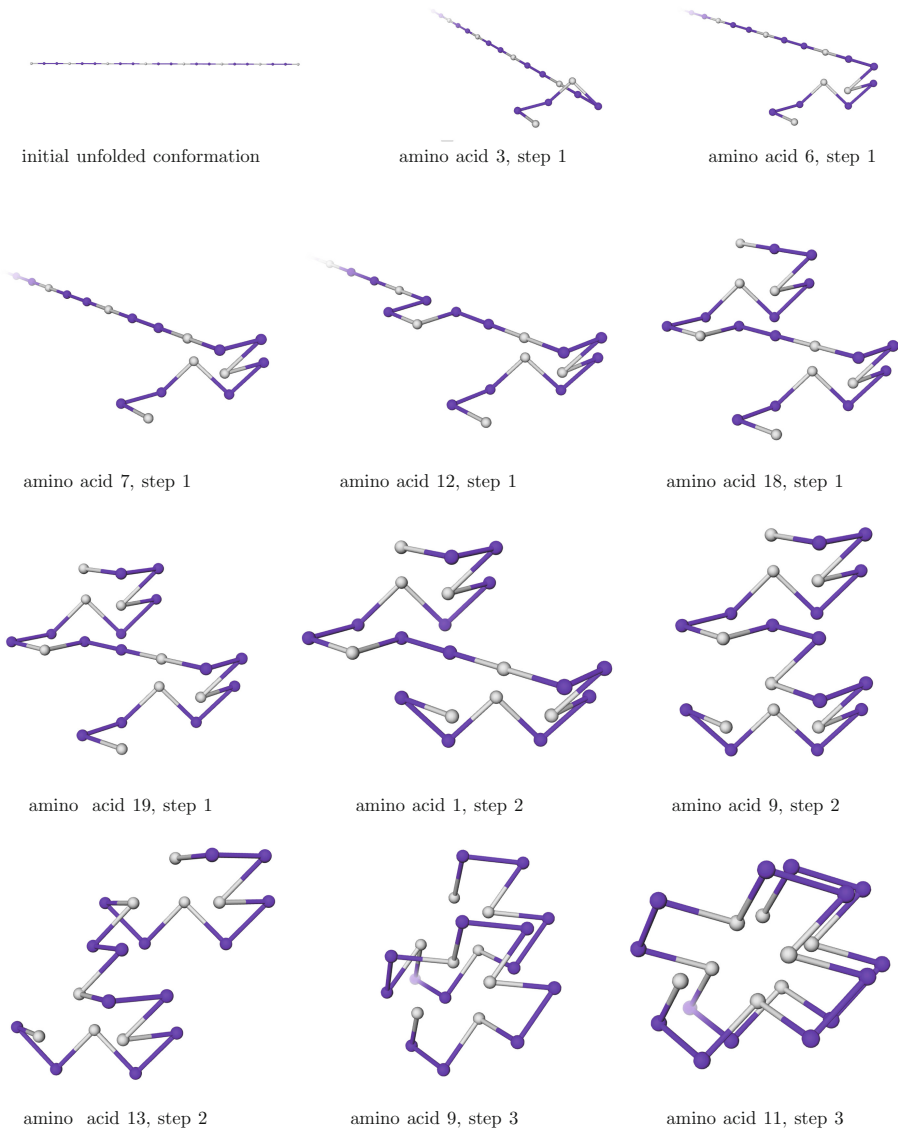 initial unfolded conformation
amino acid 3, step 1
amino acid 6, step 1
amino acid 7, step 1
amino acid 12, step 1
amino acid 18, step 1
amino acid 19, step 1
amino acid 1, step 2
amino acid 9, step 2
amino acid 13, step 2
amino acid 9, step 3
amino acid 11, step 3